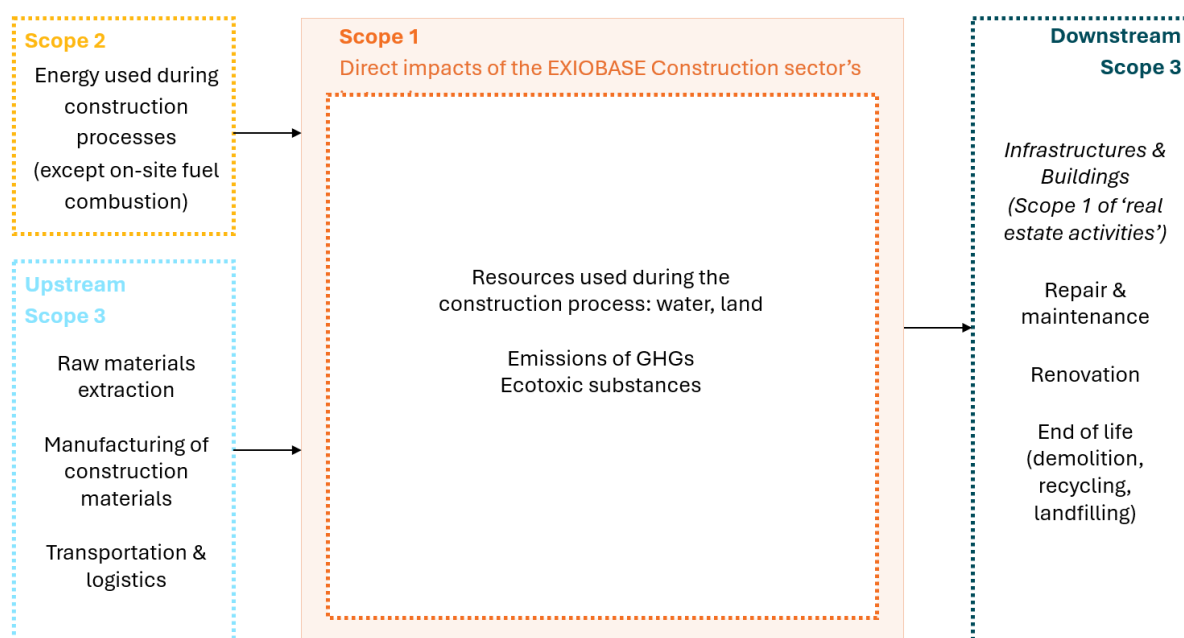 Scope 2
Energy used during
construction
processes
(except on-site fuel
combustion)
Upstream
Scope 3
Raw materials
extraction
Manufacturing of
construction
materials
Transportation &
logistics
Scope 1
Direct impacts of the EXIOBASE Construction sector’s
Resources used during the
construction process: water, land
Emissions of GHGs
Ecotoxic substances
Downstream
Scope 3
Infrastructures &
Buildings
(Scope 1 of ‘real
estate activities’)
Repair &
maintenance
Renovation
End of life
(demolition,
recycling,
landfilling)